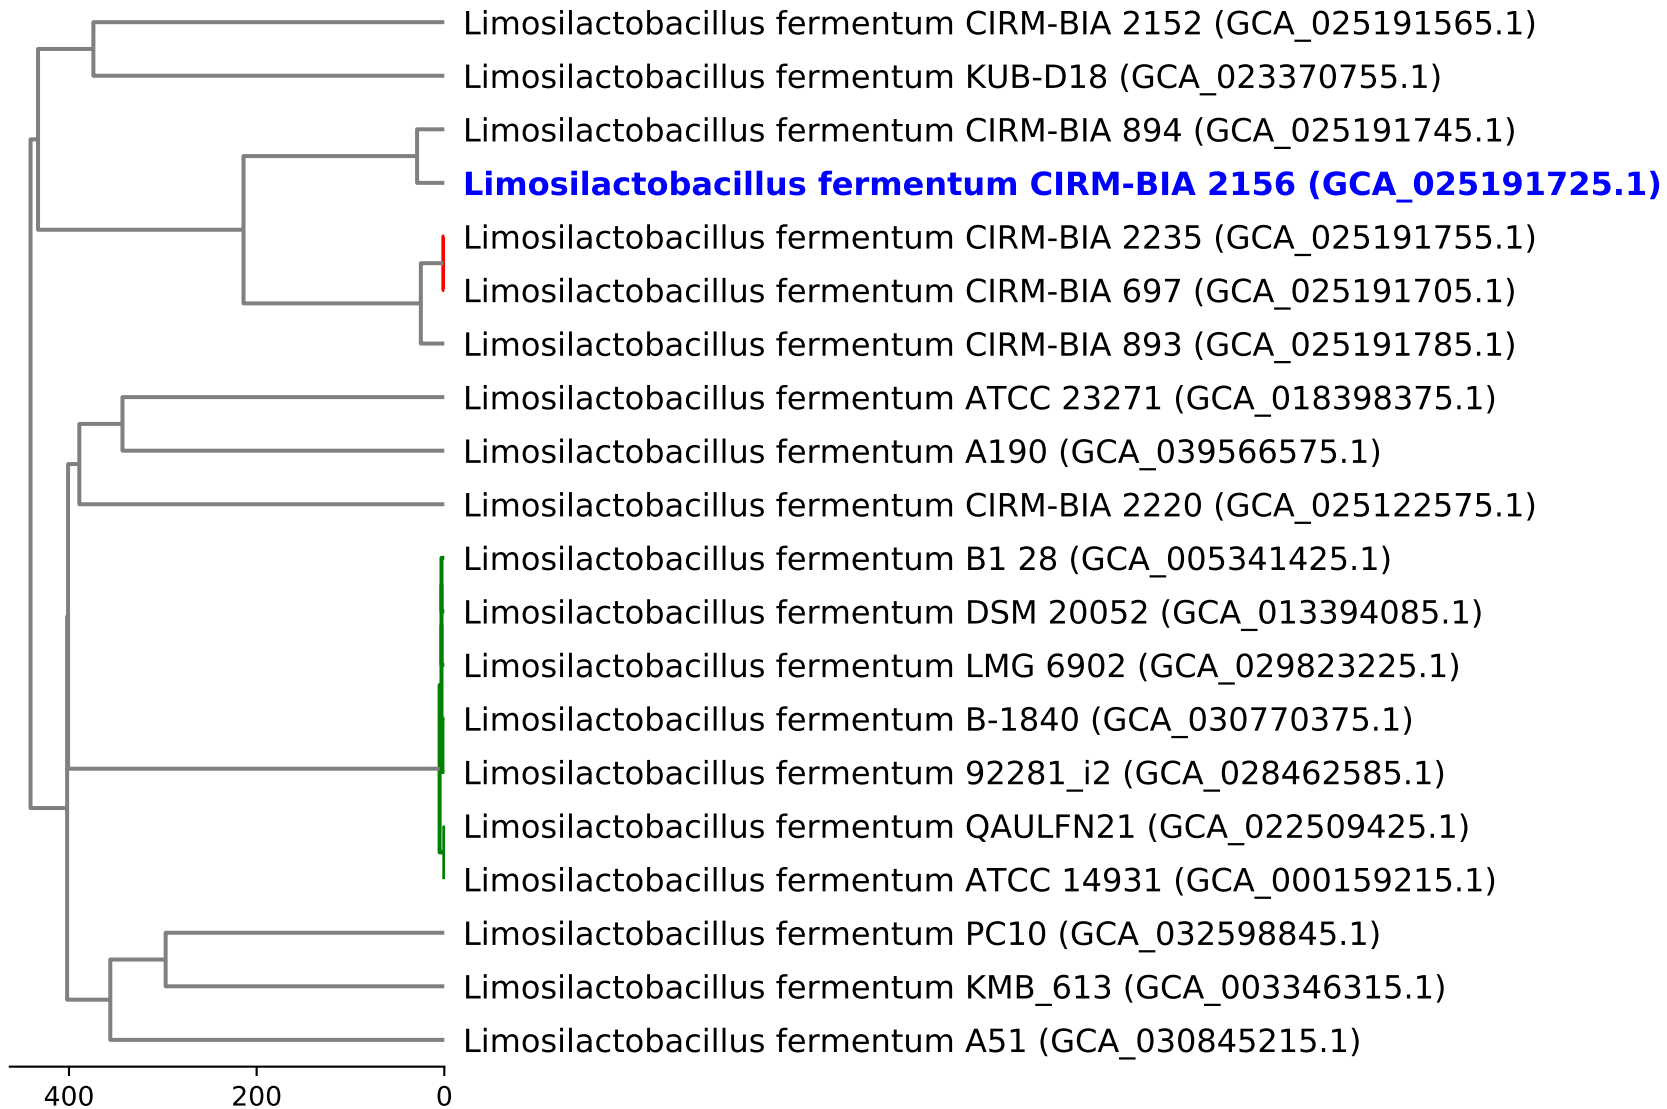 Limosilactobacillus fermentum CIRM-BIA 2152 (GCA_025191565.1)
Limosilactobacillus fermentum KUB-D18 (GCA_023370755.1)
Limosilactobacillus fermentum CIRM-BIA 894 (GCA_025191745.1)
Limosilactobacillus fermentum CIRM-BIA 2156 (GCA_025191725.1)
Limosilactobacillus fermentum CIRM-BIA 2235 (GCA_025191755.1)
Limosilactobacillus fermentum CIRM-BIA 697 (GCA_025191705.1)
Limosilactobacillus fermentum CIRM-BIA 893 (GCA_025191785.1)
Limosilactobacillus fermentum ATCC 23271 (GCA_018398375.1)
Limosilactobacillus fermentum A190 (GCA_039566575.1)
Limosilactobacillus fermentum CIRM-BIA 2220 (GCA_025122575.1)
Limosilactobacillus fermentum B1 28 (GCA_005341425.1)
Limosilactobacillus fermentum DSM 20052 (GCA_013394085.1)
Limosilactobacillus fermentum LMG 6902 (GCA_029823225.1)
Limosilactobacillus fermentum B-1840 (GCA_030770375.1)
Limosilactobacillus fermentum 92281_i2 (GCA_028462585.1)
Limosilactobacillus fermentum QAULFN21 (GCA_022509425.1)
Limosilactobacillus fermentum ATCC 14931 (GCA_000159215.1)
Limosilactobacillus fermentum PC10 (GCA_032598845.1)
Limosilactobacillus fermentum KMB_613 (GCA_003346315.1)
Limosilactobacillus fermentum A51 (GCA_030845215.1)
400 200 0